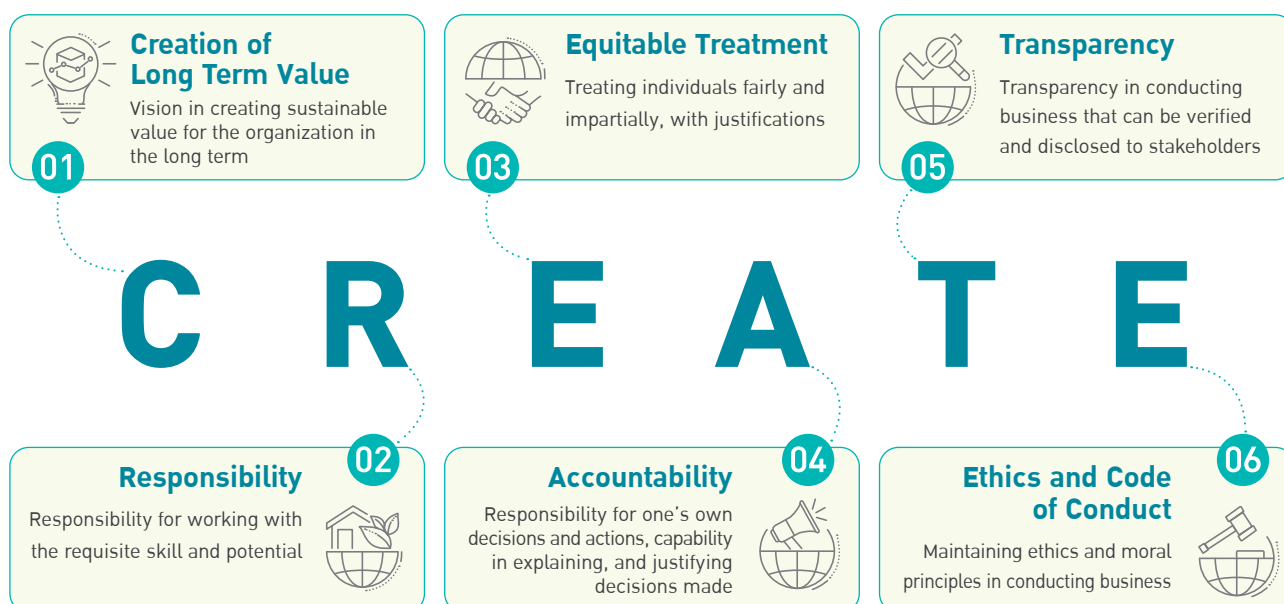 Creation of
Long Term Value
Vision in creating sustainable
value for the organization in
the long term
01
Equitable Treatment
Treating individuals fairly and
impartially, with justifications
03
Transparency
Transparency in conducting
business that can be verified
and disclosed to stakeholders
05
C R E A T E
02
Responsibility
Responsibility for working with
the requisite skill and potential
04
Accountability
Responsibility for one’s own
decisions and actions, capability
in explaining, and justifying
decisions made
06
Ethics and Code
of Conduct
Maintaining ethics and moral
principles in conducting business